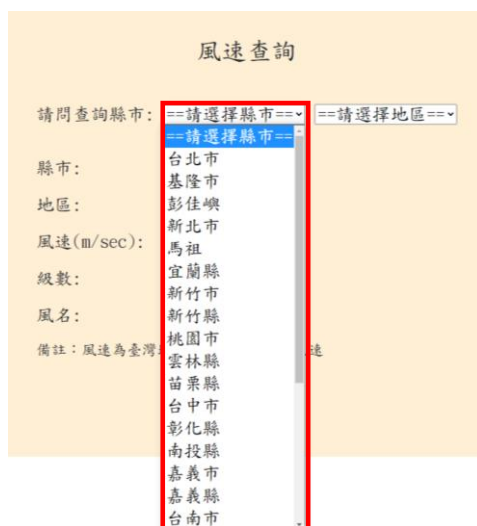 風速查詢
請問查詢縣市: ==請選擇縣市== ==請選擇地區==
==請選擇縣市==
台北市
基隆市
彭佳嶼
新北市
馬祖
宜蘭縣
新竹市
新竹縣
桃園市
雲林縣
苗栗縣
台中市
彰化縣
南投縣
嘉義市
嘉義縣
台南市
縣市:
地區:
風速(m/sec):
級數:
風名:
備註：風速為臺灣
速